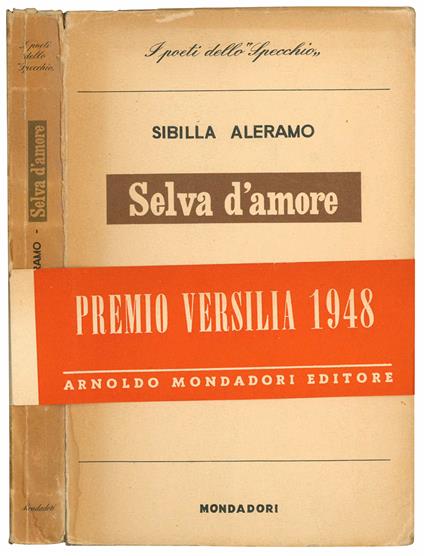 I poeti dello "Specchio„
SIBILLA ALERAMO
Selva d'amore
PREMIO VERSILIA 1948
ARNOLDO MONDADORI EDITORE
MONDADORI
I poeti
dello
"Specchio„
RAMO - Selva d'amore
Mondadori